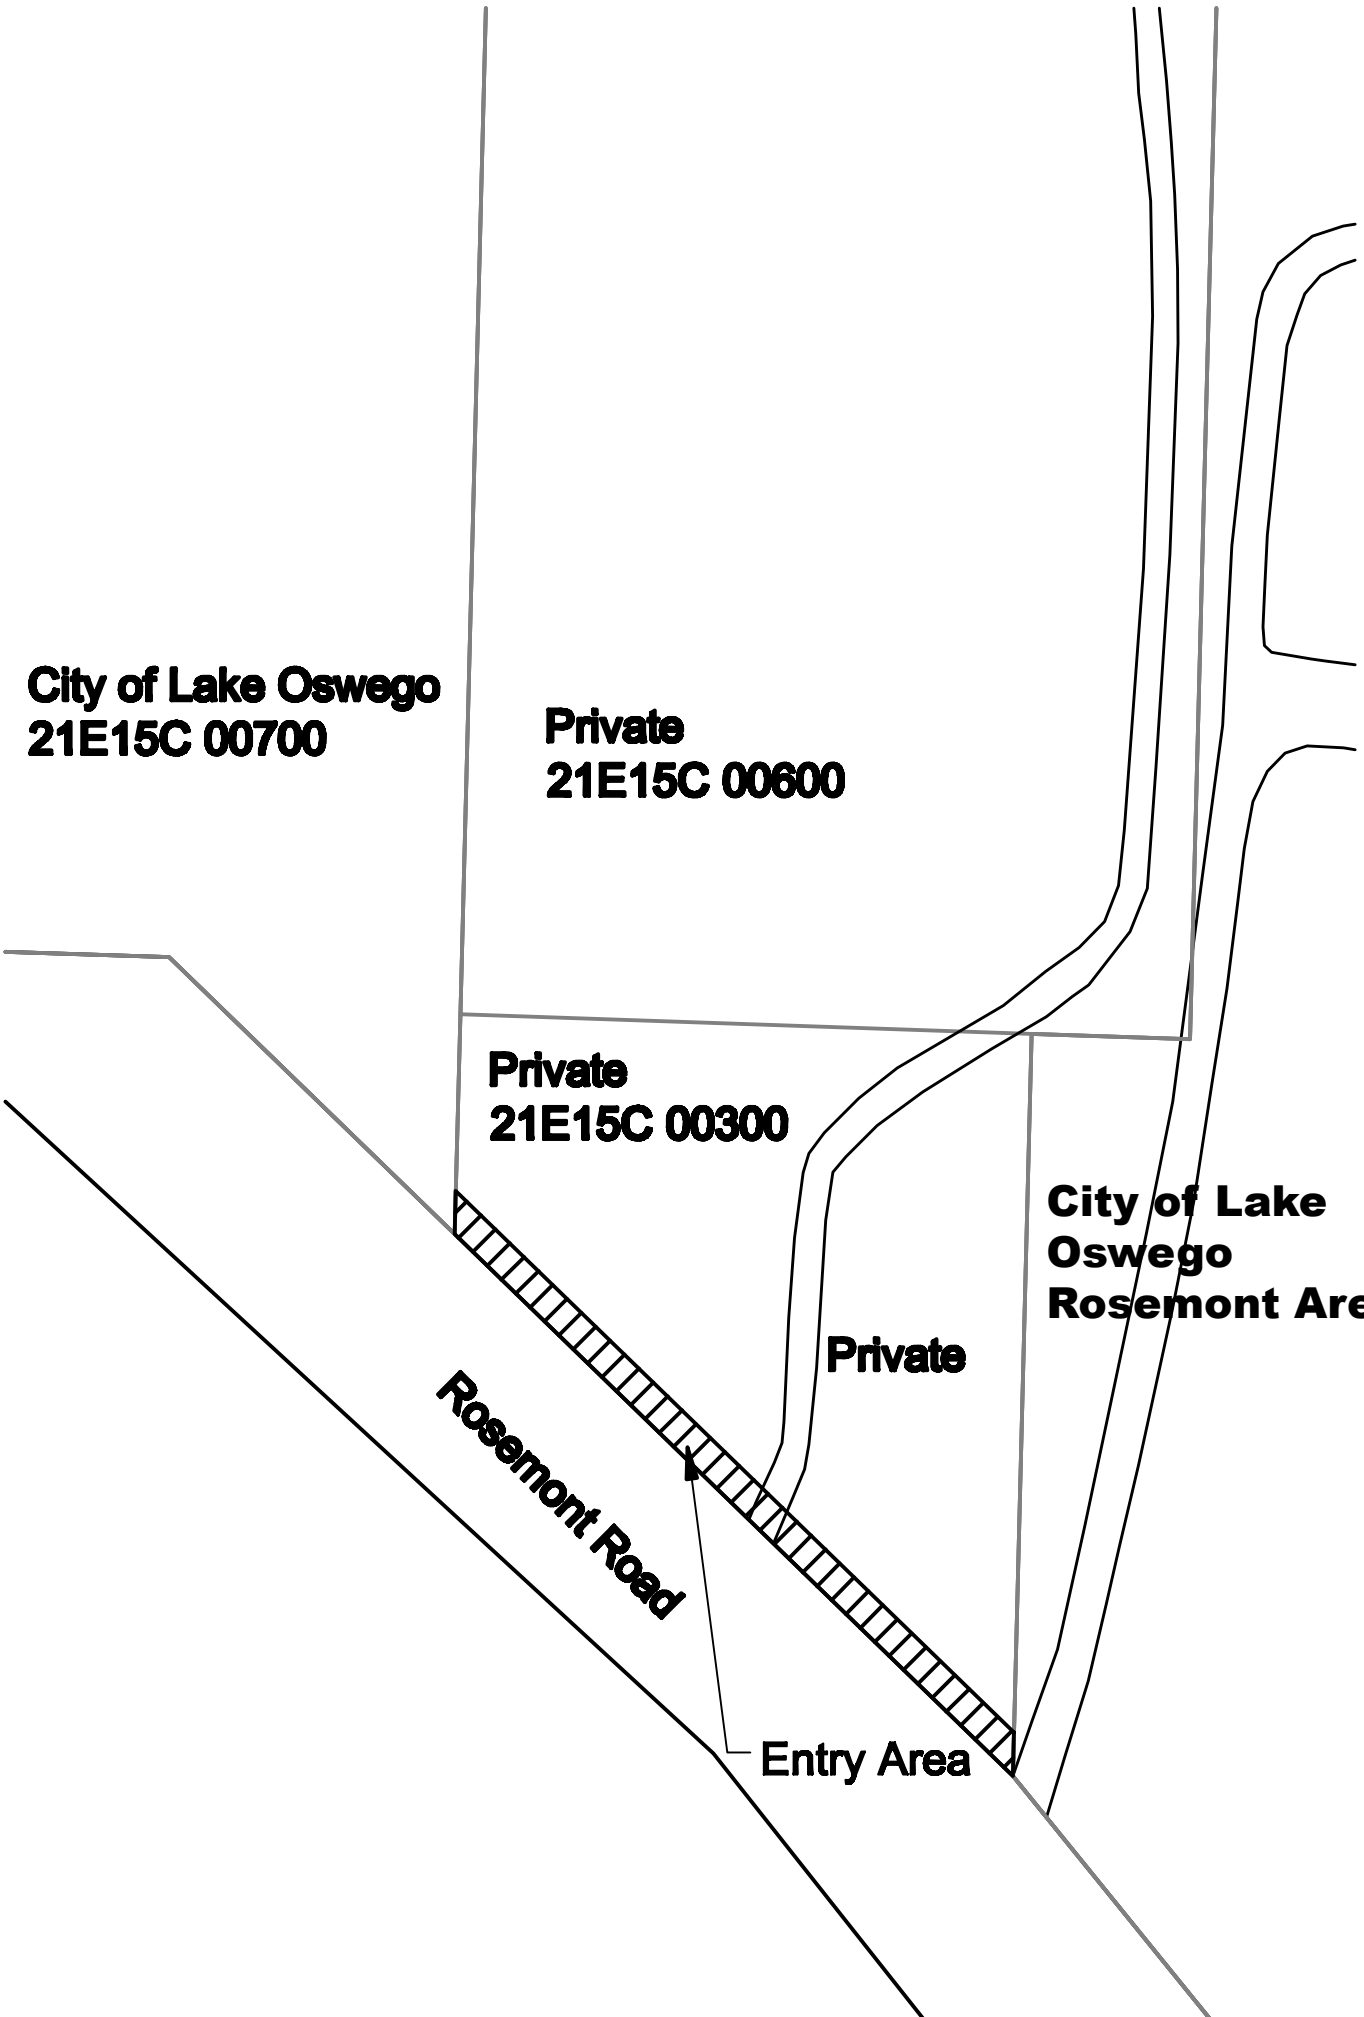 City of Lake Oswego
21E15C 00700
Private
21E15C 00600
Private
21E15C 00300
City of Lake
Oswego
Rosemont Are
Private
Rosemont Road
Entry Area